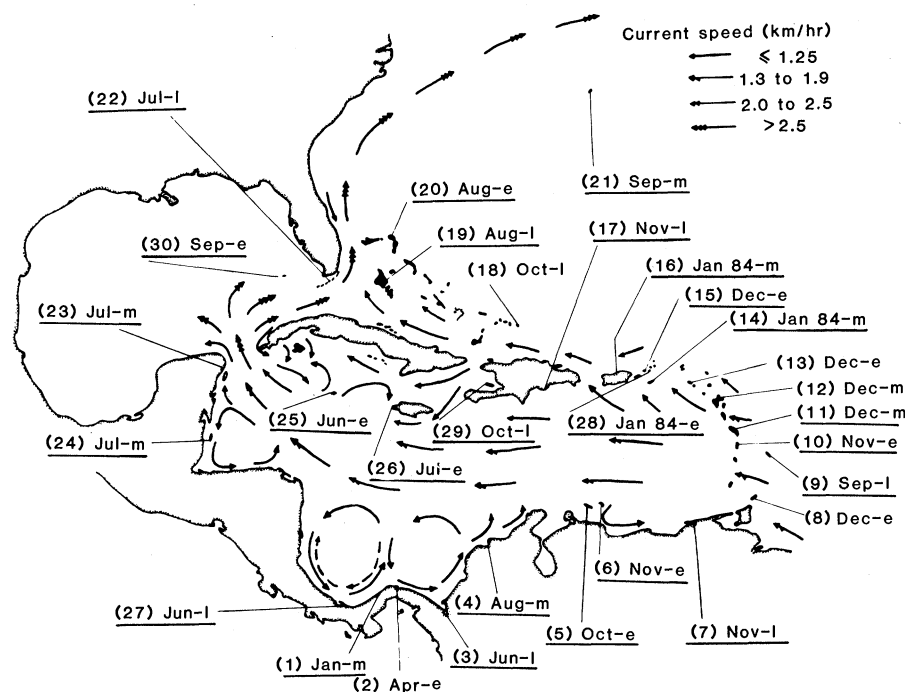 Current speed (km/hr)
⩽ 1.25
1.3 to 1.9
2.0 to 2.5
>2.5
(22) Jul-l
(21) Sep-m
(20) Aug-e
(17) Nov-l
(19) Aug-l
(30) Sep-e
(18) Oct-l
(16) Jan 84-m
(15) Dec-e
(23) Jul-m
(14) Jan 84-m
(13) Dec-e
(12) Dec-m
(11) Dec-m
(25) Jun-e
(28) Jan 84-e
(29) Oct-l
(24) Jul-m
(10) Nov-e
(26) Jul-e
(9) Sep-l
(8) Dec-e
(6) Nov-e
(27) Jun-l
(4) Aug-m
(5) Oct-e
(7) Nov-l
(3) Jun-l
(1) Jan-m
(2) Apr-e